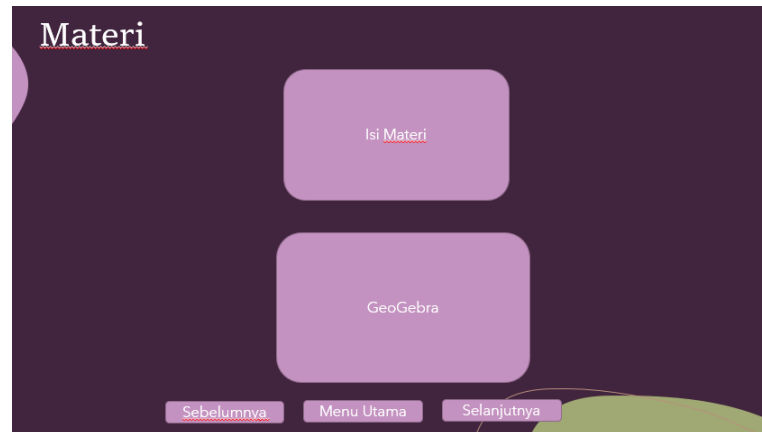 Materi
Isi Materi
GeoGebra
Sebelumnya
Menu Utama
Selanjutnya